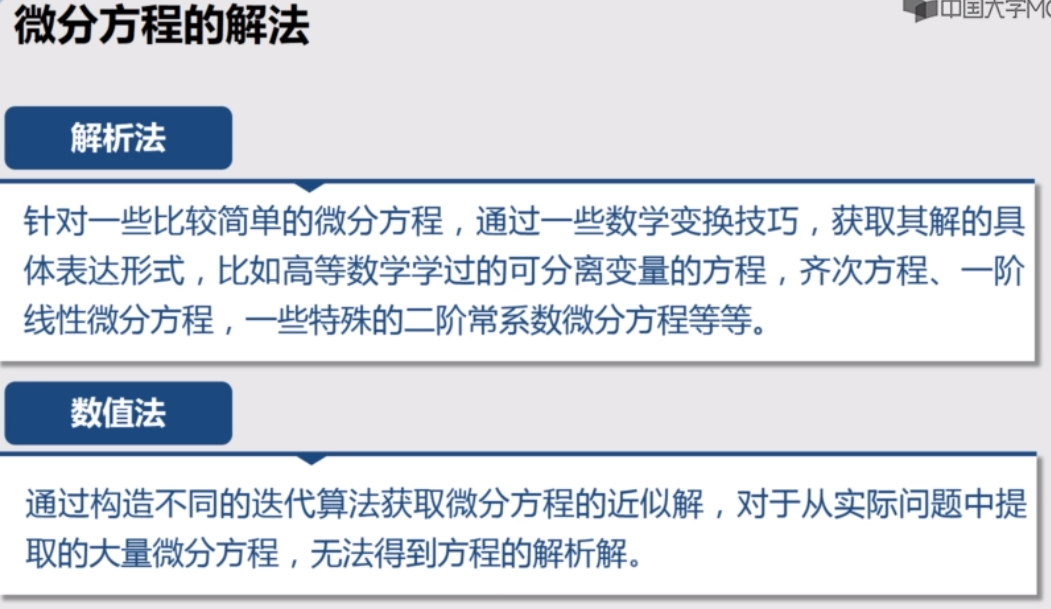 微分方程的解法
中国大学MO
解析法
针对一些比较简单的微分方程，通过一些数学变换技巧，获取其解的具
体表达形式，比如高等数学学过的可分离变量的方程，齐次方程、一阶
线性微分方程，一些特殊的二阶常系数微分方程等等。
数值法
通过构造不同的迭代算法获取微分方程的近似解，对于从实际问题中提
取的大量微分方程，无法得到方程的解析解。